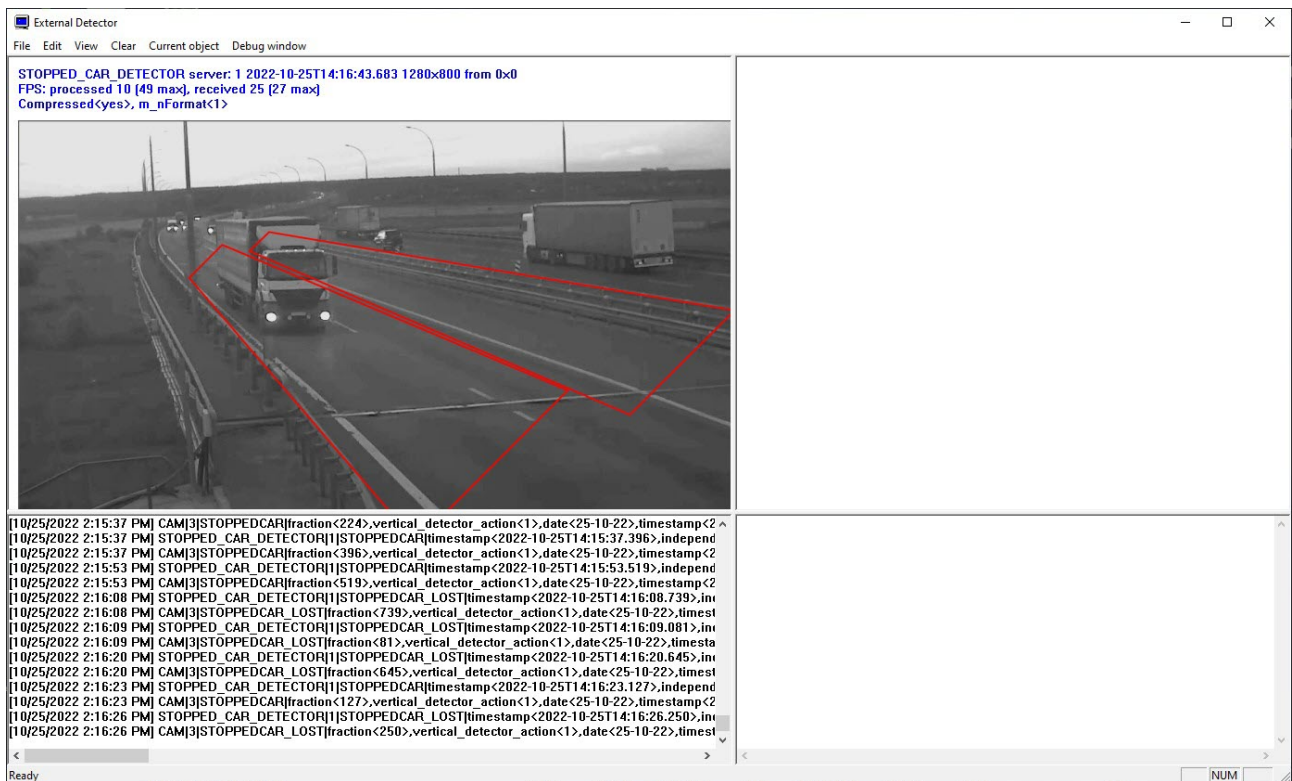 External Detector
File Edit View Clear Current object Debug window
STOPPED_CAR_DETECTOR server: 1 2022-10-25T14:16:43.683 1280x800 from 0x0
FPS: processed 10 (49 max), received 25 (27 max)
Compressed<yes>, m_nFormat<1>
[10/25/2022 2:15:37 PM] CAM|3|STOPPEDCAR|fraction<224>,vertical_detector_action<1>,date<25-10-22>,timestamp<2
[10/25/2022 2:15:37 PM] STOPPED_CAR_DETECTOR|1|STOPPEDCAR|timestamp<2022-10-25T14:15:37.396>,independ
[10/25/2022 2:15:37 PM] CAM|3|STOPPEDCAR|fraction<396>,vertical_detector_action<1>,date<25-10-22>,timestamp<2
[10/25/2022 2:15:53 PM] STOPPED_CAR_DETECTOR|1|STOPPEDCAR|timestamp<2022-10-25T14:15:53.519>,independ
[10/25/2022 2:15:53 PM] CAM|3|STOPPEDCAR|fraction<519>,vertical_detector_action<1>,date<25-10-22>,timestamp<2
[10/25/2022 2:16:08 PM] STOPPED_CAR_DETECTOR|1|STOPPEDCAR_LOST|timestamp<2022-10-25T14:16:08.739>,in
[10/25/2022 2:16:08 PM] CAM|3|STOPPEDCAR_LOST|fraction<739>,vertical_detector_action<1>,date<25-10-22>,timest
[10/25/2022 2:16:09 PM] STOPPED_CAR_DETECTOR|1|STOPPEDCAR_LOST|timestamp<2022-10-25T14:16:09.081>,in
[10/25/2022 2:16:09 PM] CAM|3|STOPPEDCAR_LOST|fraction<81>,vertical_detector_action<1>,date<25-10-22>,timesta
[10/25/2022 2:16:20 PM] STOPPED_CAR_DETECTOR|1|STOPPEDCAR_LOST|timestamp<2022-10-25T14:16:20.645>,in
[10/25/2022 2:16:20 PM] CAM|3|STOPPEDCAR_LOST|fraction<645>,vertical_detector_action<1>,date<25-10-22>,timest
[10/25/2022 2:16:23 PM] STOPPED_CAR_DETECTOR|1|STOPPEDCAR|timestamp<2022-10-25T14:16:23.127>,independ
[10/25/2022 2:16:23 PM] CAM|3|STOPPEDCAR|fraction<127>,vertical_detector_action<1>,date<25-10-22>,timestamp<2
[10/25/2022 2:16:26 PM] STOPPED_CAR_DETECTOR|1|STOPPEDCAR_LOST|timestamp<2022-10-25T14:16:26.250>,in
[10/25/2022 2:16:26 PM] CAM|3|STOPPEDCAR_LOST|fraction<250>,vertical_detector_action<1>,date<25-10-22>,timest
Ready
NUM